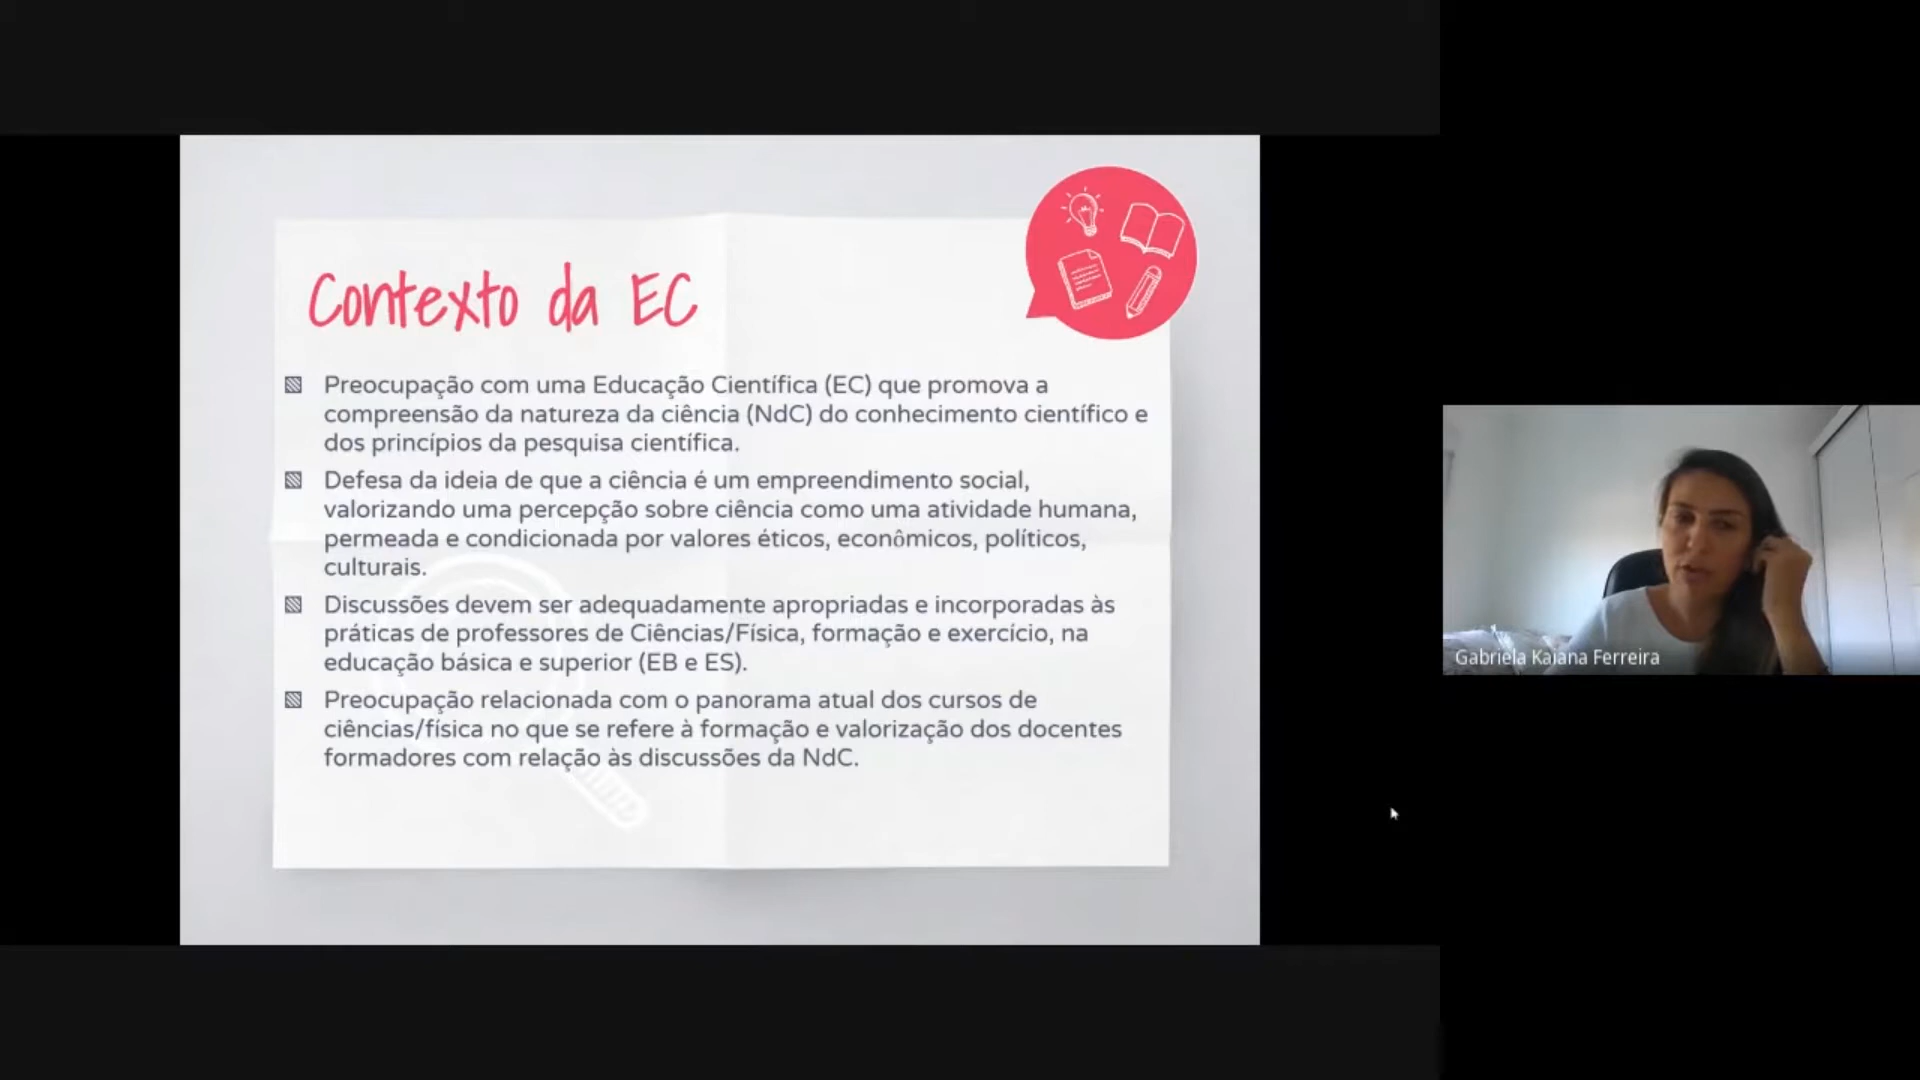 Contexto da EC
Preocupação com uma Educação Científica (EC) que promova a
compreensão da natureza da ciência (NdC) do conhecimento científico e
dos princípios da pesquisa científica.
Defesa da ideia de que a ciência é um empreendimento social,
valorizando uma percepção sobre ciência como uma atividade humana,
permeada e condicionada por valores éticos, econômicos, políticos,
culturais.
Discussões devem ser adequadamente apropriadas e incorporadas às
práticas de professores de Ciências/Física, formação e exercício, na
educação básica e superior (EB e ES).
Preocupação relacionada com o panorama atual dos cursos de
ciências/física no que se refere à formação e valorização dos docentes
formadores com relação às discussões da NdC.
Gabriela Kaiana Ferreira